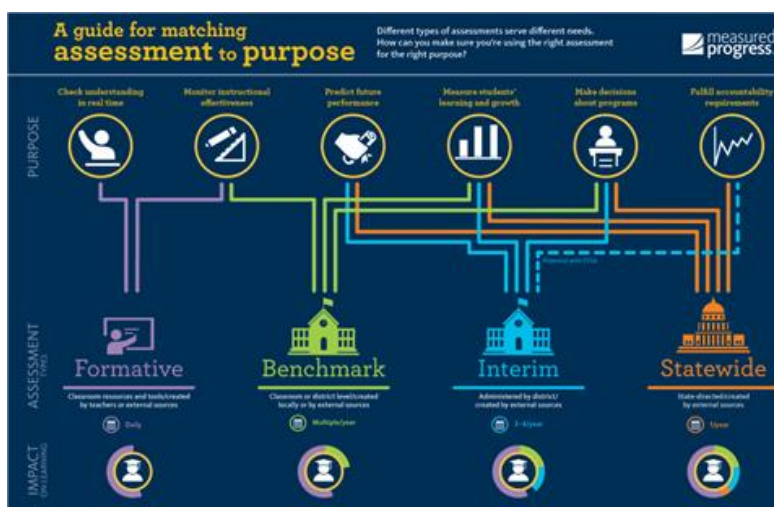 A guide for matching
assessment to purpose
Different types of assessments serve different needs.
How can you make sure you're using the right assessment
for the right purpose?
measured
progress
PURPOSE
Check understanding
in real time
Monitor instructional
effectiveness
Predict future
performance
Measure students'
learning and growth
Make decisions
about programs
Fulfill accountability
requirements
ASSESSMENT
TYPES
Formative
Classroom resources and tools/created
by teachers or external sources
Daily
Benchmark
Classroom or district level/created
locally or by external sources
Multiple/year
Interim
Administered by district/
created by external sources
Statewide
State-directed/created
by external sources
1/year
IMPACT
ON LEARNING